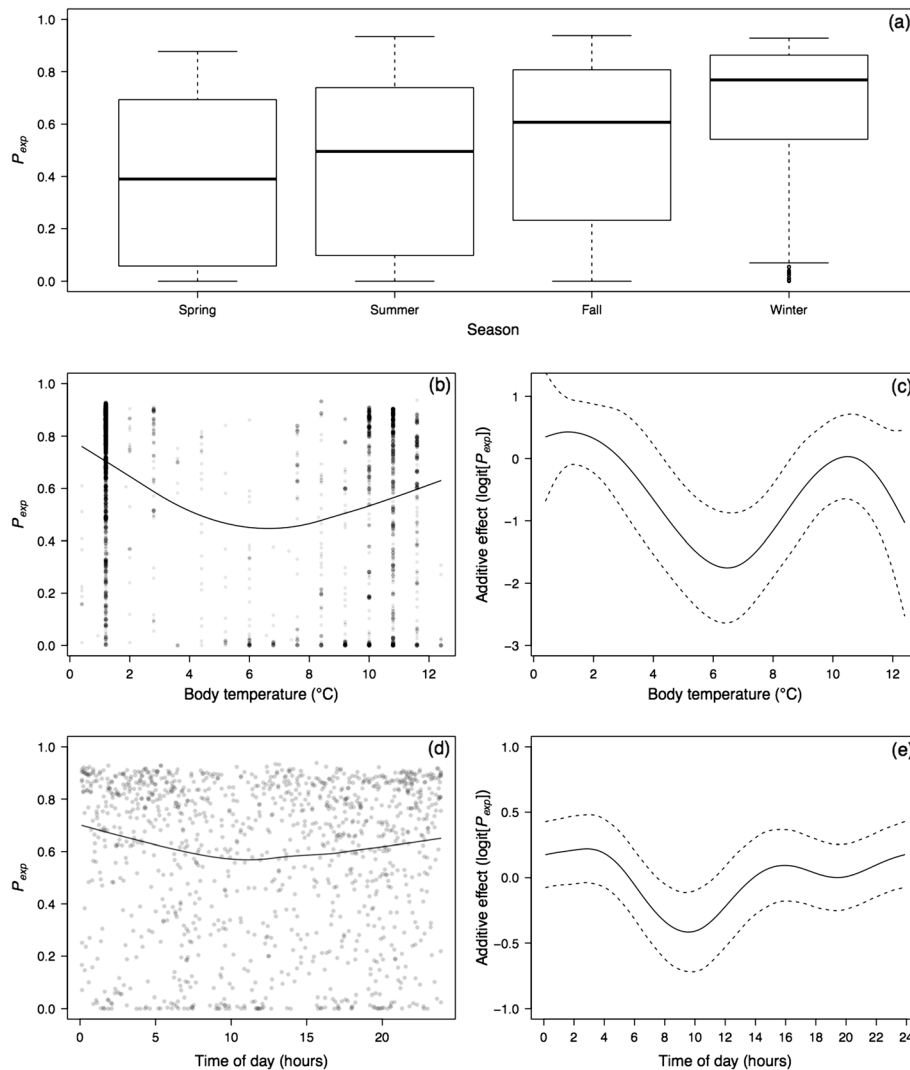 (a)
1.0
0.8
0.6
0.4
0.2
0.0
P_exp
Spring Summer Fall Winter
Season
(b)
1.0
0.8
0.6
0.4
0.2
0.0
P_exp
0 2 4 6 8 10 12
Body temperature (°C)
(c)
1
0
−1
−2
−3
Additive effect (logit[P_exp])
0 2 4 6 8 10 12
Body temperature (°C)
(d)
1.0
0.8
0.6
0.4
0.2
0.0
P_exp
0 5 10 15 20
Time of day (hours)
(e)
1.0
0.5
0.0
−0.5
−1.0
Additive effect (logit[P_exp])
0 2 4 6 8 10 12 14 16 18 20 22 24
Time of day (hours)